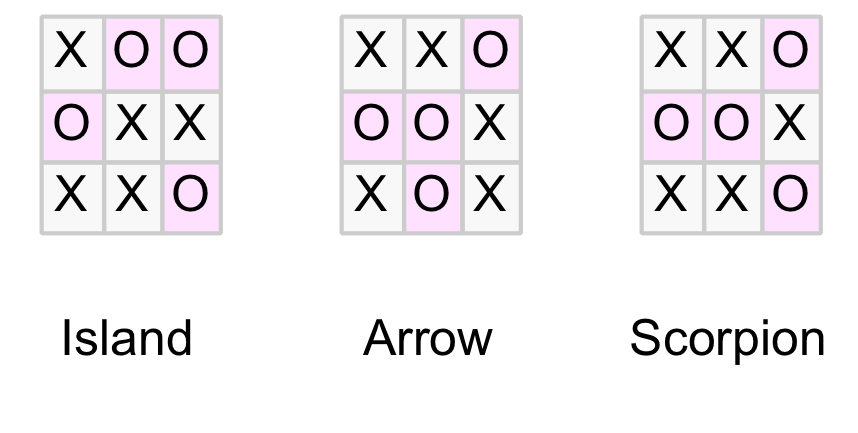 X O O X X O X X O
O X X O O X O O X
X X O X O X X X O
Island Arrow Scorpion